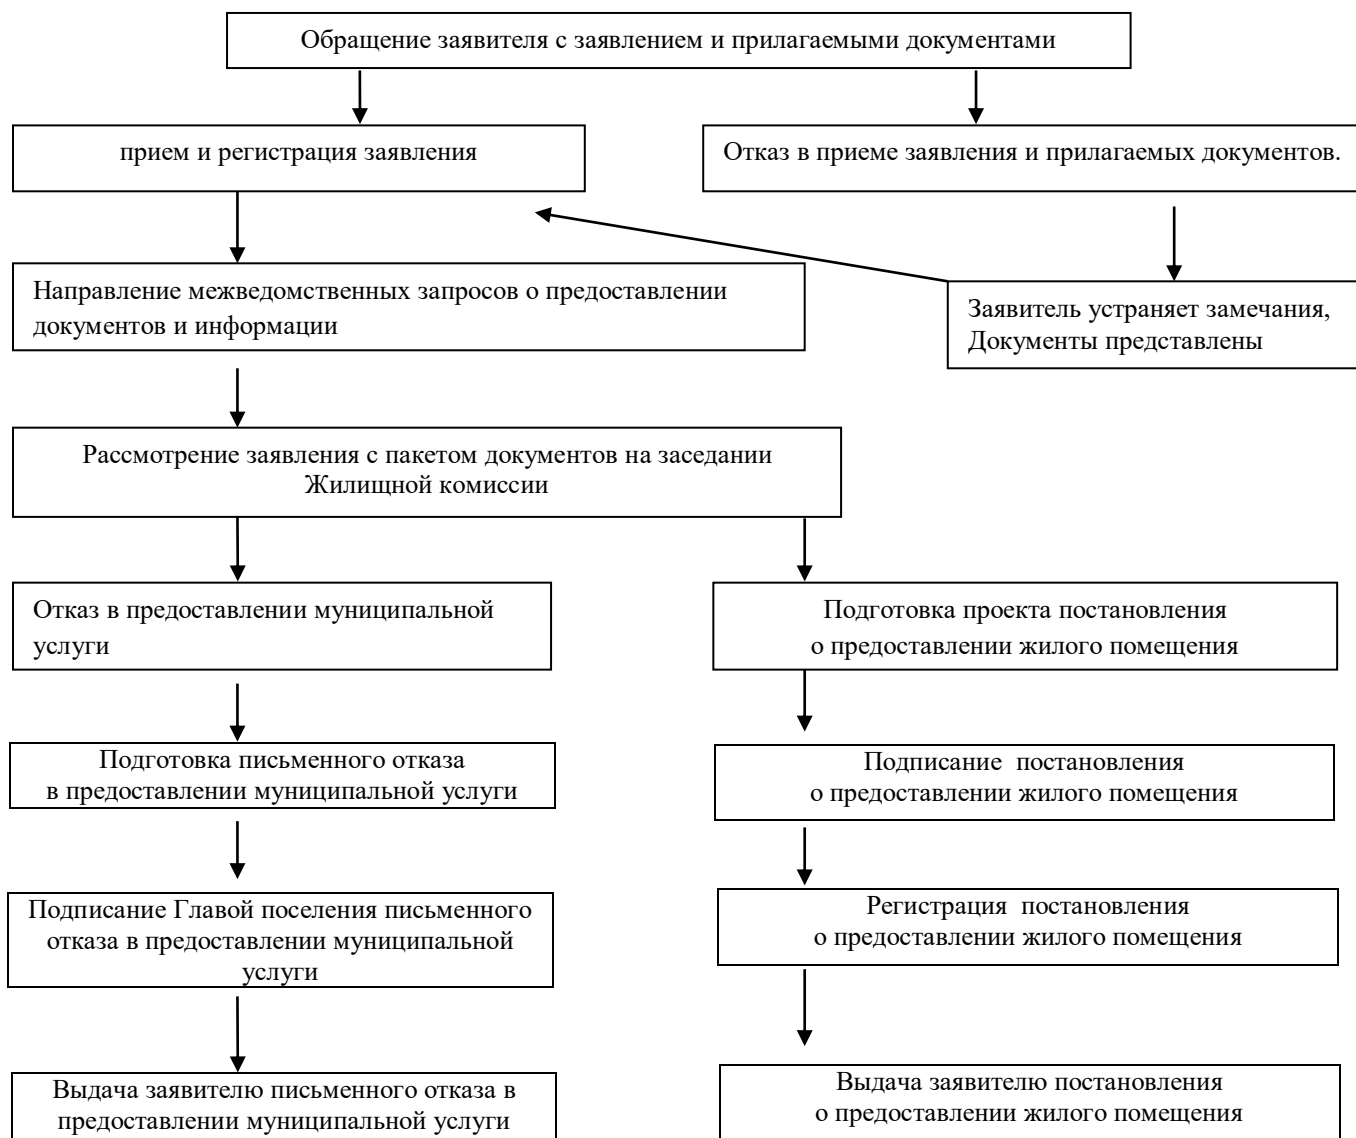 Обращение заявителя с заявлением и прилагаемыми документами
прием и регистрация заявления
Отказ в приеме заявления и прилагаемых документов.
Направление межведомственных запросов о предоставлении
документов и информации
Заявитель устраняет замечания,
Документы представлены
Рассмотрение заявления с пакетом документов на заседании
Жилищной комиссии
Отказ в предоставлении муниципальной
услуги
Подготовка проекта постановления
о предоставлении жилого помещения
Подготовка письменного отказа
в предоставлении муниципальной услуги
Подписание  постановления
о предоставлении жилого помещения
Подписание Главой поселения письменного
отказа в предоставлении муниципальной
услуги
Регистрация  постановления
о предоставлении жилого помещения
Выдача заявителю письменного отказа в
предоставлении муниципальной услуги
Выдача заявителю постановления
о предоставлении жилого помещения